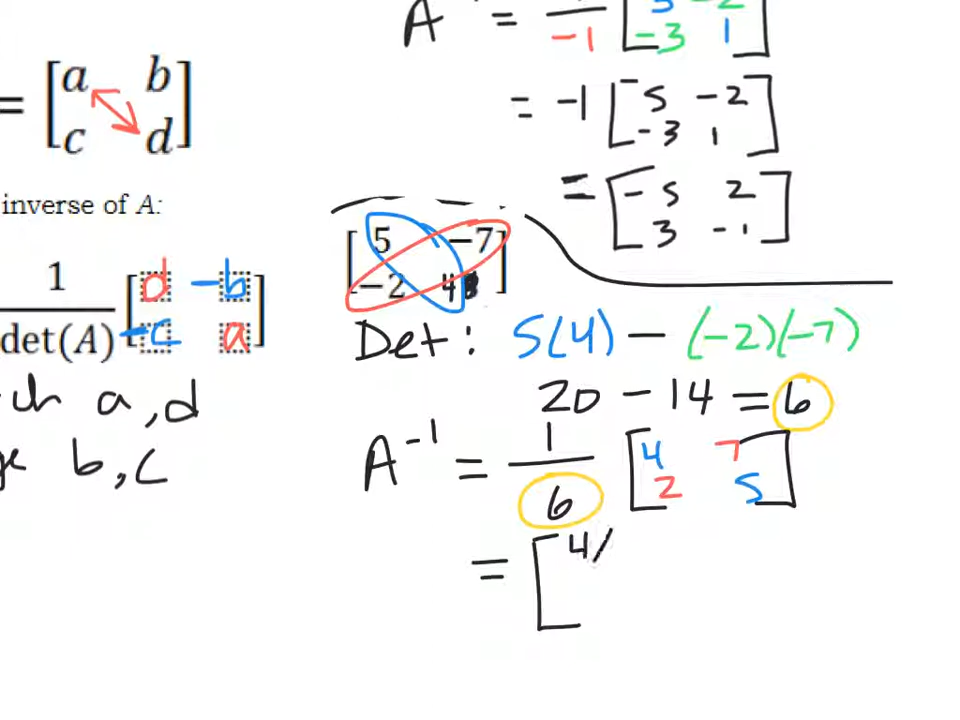 A = 1/-1 [5 -2
-3 1]
= -1 [5 -2
-3 1]
= [-5 2
3 -1]
= [a b
c d]
inverse of A:
1/det(A) [d -b
-c a]
a, d
b, c
[5 -7
-2 4]
Det: 5(4) - (-2)(-7)
20 - 14 = 6
A⁻¹ = 1/6 [4 7
2 5]
= [4/